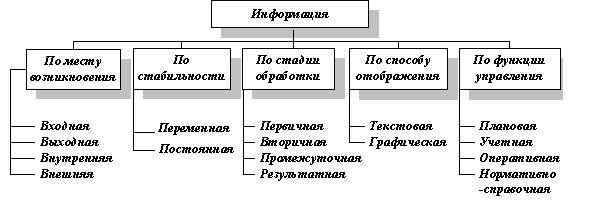 Информация
По месту
возникновения
По
стабильности
По стадии
обработки
По способу
отображения
По функции
управления
Входная
Выходная
Внутренняя
Внешняя
Переменная
Постоянная
Первичная
Вторичная
Промежуточная
Результатная
Текстовая
Графическая
Плановая
Учетная
Оперативная
Нормативно
-справочная